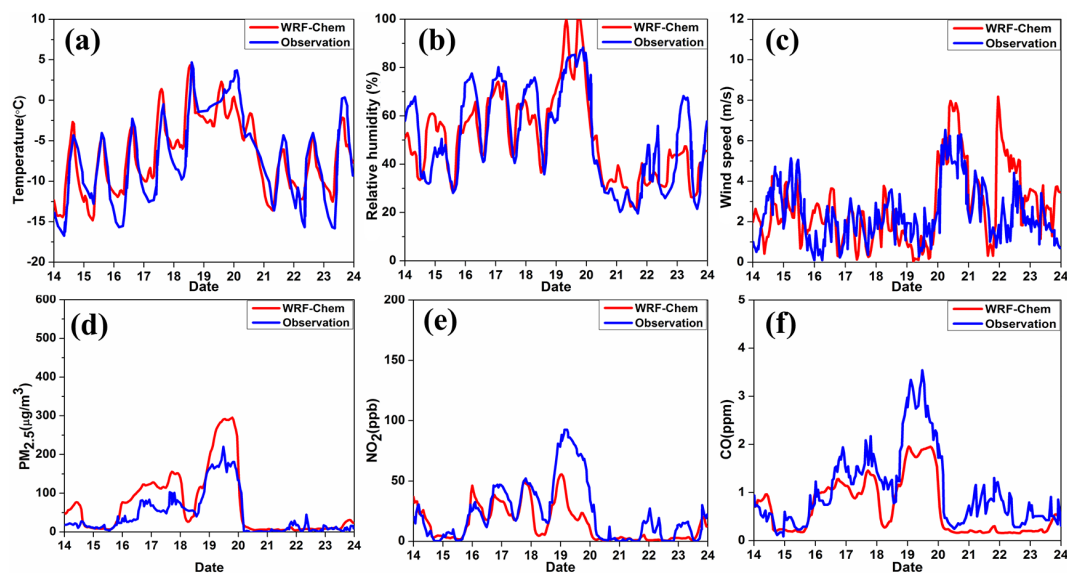 (a)
WRF-Chem
Observation
Temperature(°C)
10
5
0
-5
-10
-15
-20
14 15 16 17 18 19 20 21 22 23 24
Date
(b)
WRF-Chem
Observation
Relative humidity (%)
100
80
60
40
20
0
14 15 16 17 18 19 20 21 22 23 24
Date
(c)
WRF-Chem
Observation
Wind speed (m/s)
12
10
8
6
4
2
0
14 15 16 17 18 19 20 21 22 23 24
Date
(d)
WRF-Chem
Observation
PM2.5(μg/m3)
600
500
400
300
200
100
0
14 15 16 17 18 19 20 21 22 23 24
Date
(e)
WRF-Chem
Observation
NO2(ppb)
200
150
100
50
0
14 15 16 17 18 19 20 21 22 23 24
Date
(f)
WRF-Chem
Observation
CO(ppm)
5
4
3
2
1
0
14 15 16 17 18 19 20 21 22 23 24
Date